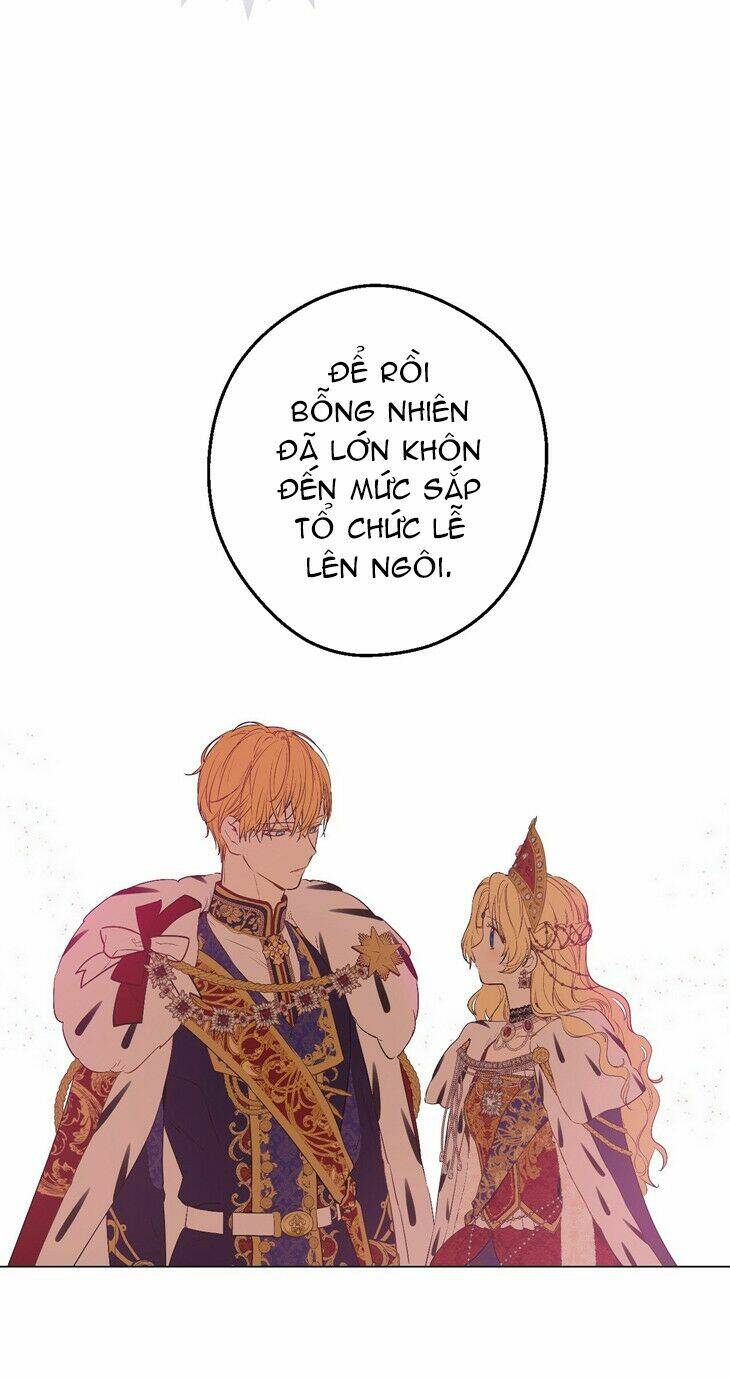 ĐỂ RỒI
BỖNG NHIÊN
ĐÃ LỚN KHÔN
ĐẾN MỨC SẮP
TỔ CHỨC LỄ
LÊN NGÔI.